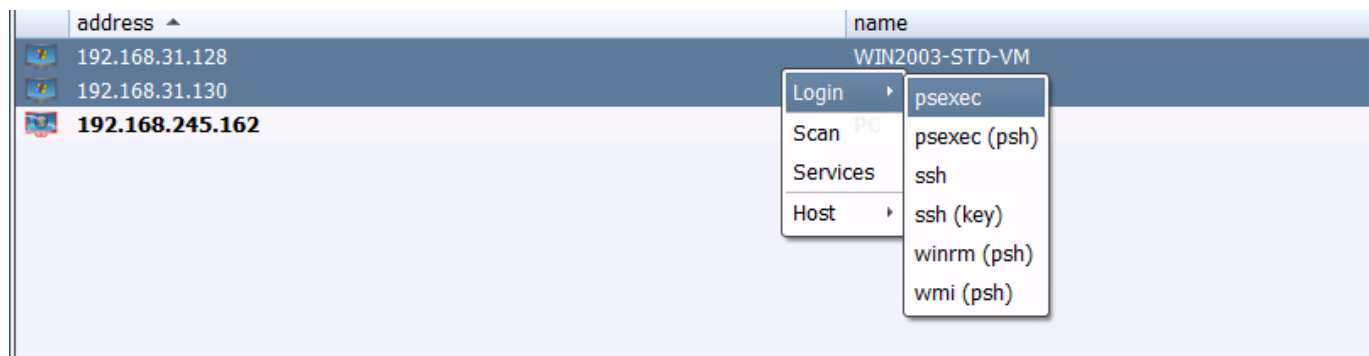 address name
192.168.31.128 WIN2003-STD-VM
192.168.31.130
192.168.245.162 PC
Login
Scan
Services
Host
psexec
psexec (psh)
ssh
ssh (key)
winrm (psh)
wmi (psh)